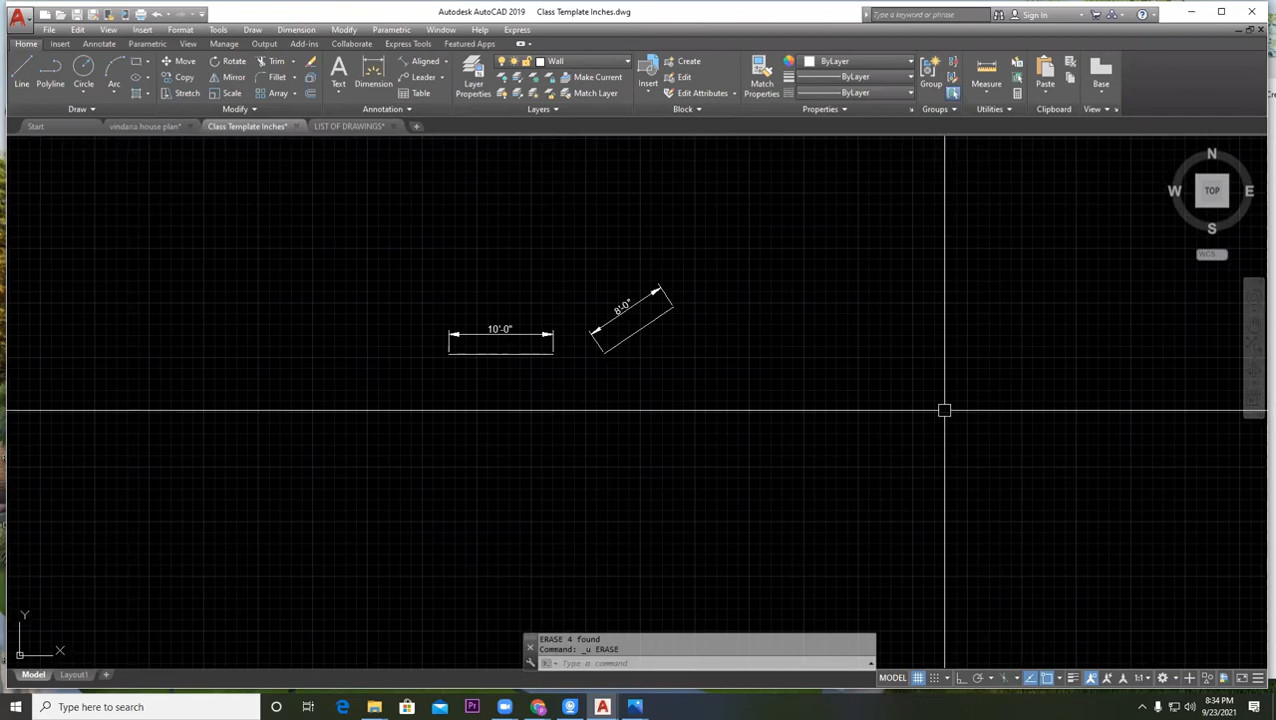 Autodesk AutoCAD 2019 Class Template Inches.dwg
Type a keyword or phrase
Sign In
File Edit View Insert Format Tools Draw Dimension Modify Parametric Window Help Express
Home Insert Annotate Parametric View Manage Output Add-ins Collaborate Express Tools Featured Apps
Line Polyline Circle Arc
Move Rotate Trim
Copy Mirror Fillet
Stretch Scale Array
Text Dimension
Aligned
Leader
Table
Layer Properties
Wall
Make Current
Match Layer
Insert
Create
Edit
Edit Attributes
Match Properties
ByLayer
ByLayer
ByLayer
Group
Measure
Paste
Base
Draw Modify Annotation Layers Block Properties Groups Utilities Clipboard View
Start vindaria house plan* Class Template Inches* LIST OF DRAWINGS*
N
W TOP E
S
WCS
8'-0"
10'-0"
Y
X
ERASE 4 found
Command: _u ERASE
Type a command
Model Layout1
MODEL
1:1
Type here to search
8:34 PM
9/23/2021